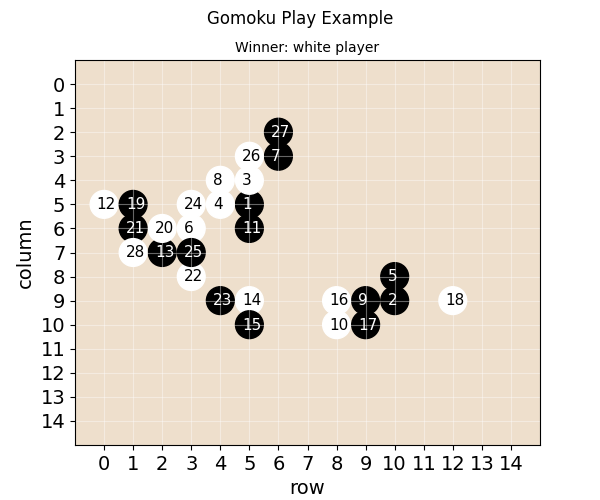 Gomoku Play Example
Winner: white player
0
1
2 27
3 26 7
4 8 3
5 12 19 24 4 1
6 21 20 6 11
7 28 13 25
8 22 5
9 23 14 16 9 2 18
10 15 10 17
11
12
13
14
column
0 1 2 3 4 5 6 7 8 9 10 11 12 13 14
row